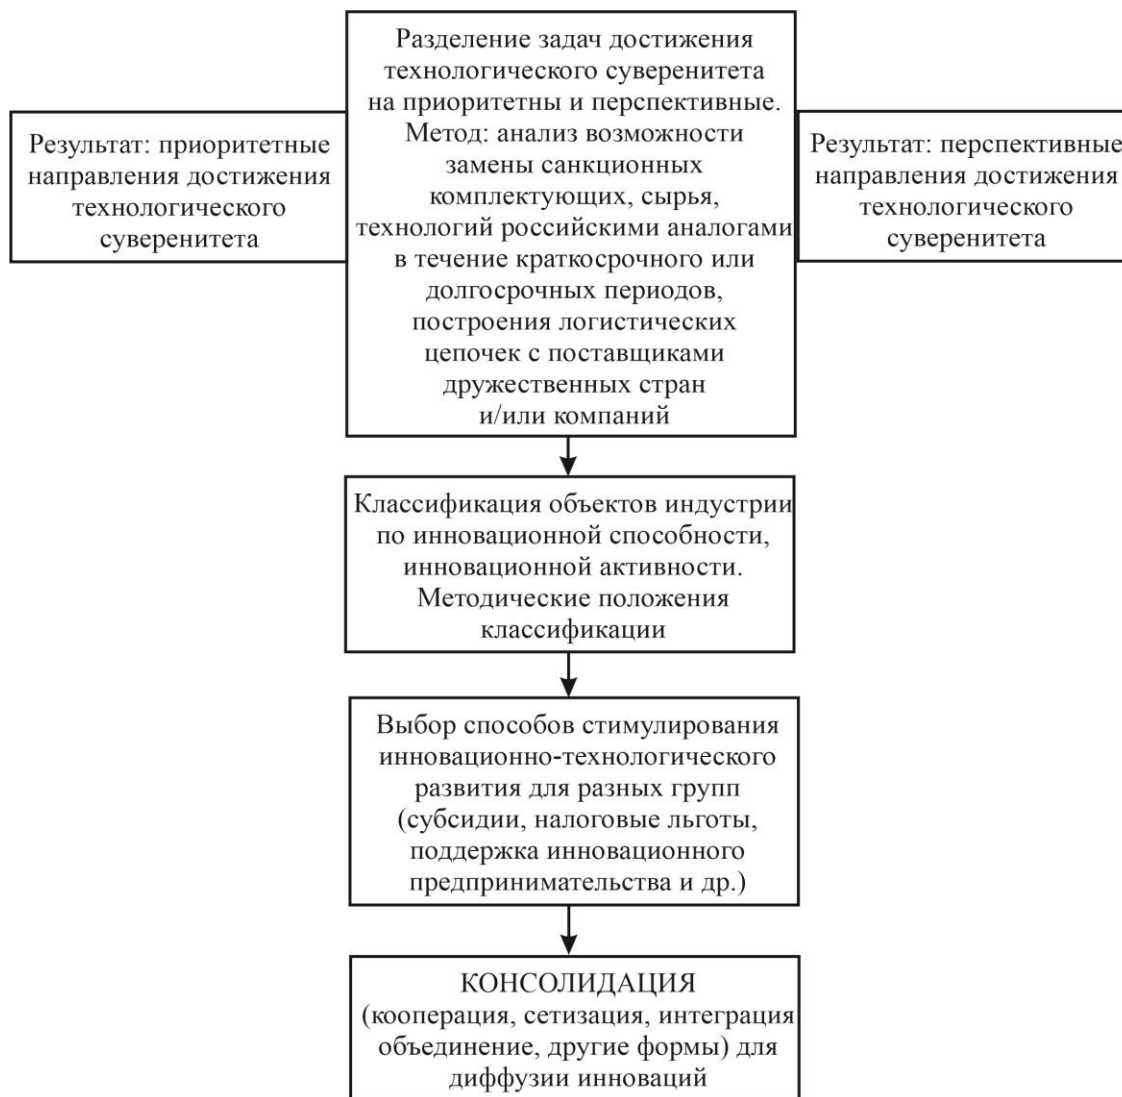 Разделение задач достижения
технологического суверенитета
на приоритетны и перспективные.
Метод: анализ возможности
замены санкционных
комплектующих, сырья,
технологий российскими аналогами
в течение краткосрочного или
долгосрочных периодов,
построения логистических
цепочек с поставщиками
дружественных стран
и/или компаний
Результат: приоритетные
направления достижения
технологического
суверенитета
Результат: перспективные
направления достижения
технологического
суверенитета
Классификация объектов индустрии
по инновационной способности,
инновационной активности.
Методические положения
классификации
Выбор способов стимулирования
инновационно-технологического
развития для разных групп
(субсидии, налоговые льготы,
поддержка инновационного
предпринимательства и др.)
КОНСОЛИДАЦИЯ
(кооперация, сетизация, интеграция
объединение, другие формы) для
диффузии инноваций